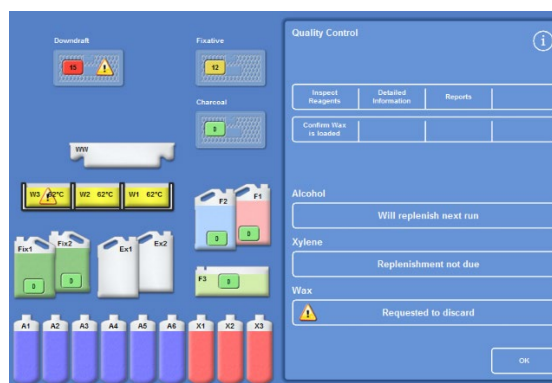 Downdraft
Fixative
Quality Control
i
15
12
Charcoal
Inspect Reagents
Detailed Information
Reports
0
Confirm Wax is loaded
WW
W3 62°C
W2 62°C
W1 62°C
Alcohol
F2
F1
Will replenish next run
0
0
Xylene
Fix1
Fix2
Ex1
Ex2
Replenishment not due
0
0
F3
0
Wax
Requested to discard
A1
A2
A3
A4
A5
A6
X1
X2
X3
OK